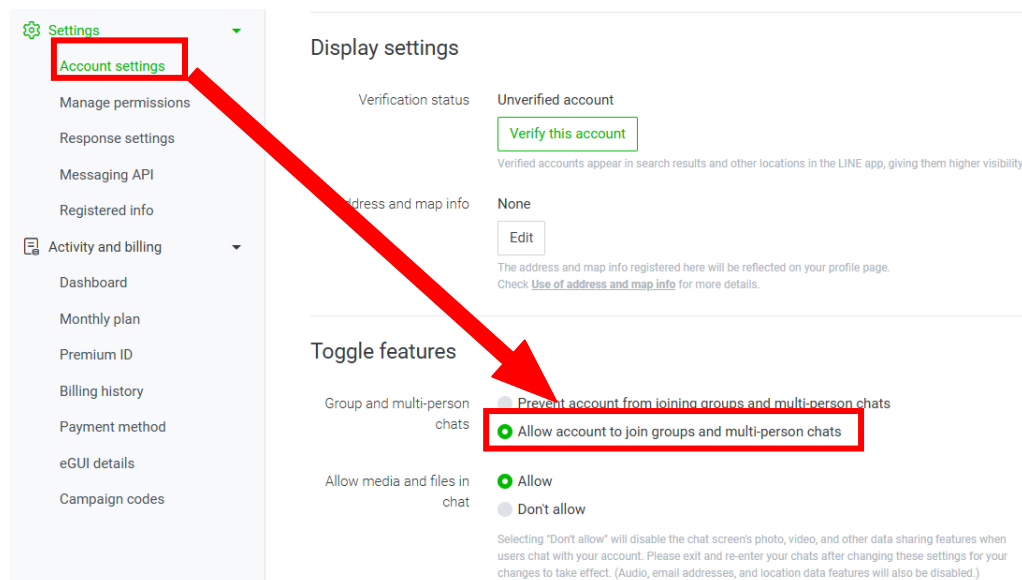 Settings
Account settings
Manage permissions
Response settings
Messaging API
Registered info
Activity and billing
Dashboard
Monthly plan
Premium ID
Billing history
Payment method
eGUI details
Campaign codes
Display settings
Verification status
Unverified account
Verify this account
Verified accounts appear in search results and other locations in the LINE app, giving them higher visibility
ddress and map info
None
Edit
The address and map info registered here will be reflected on your profile page.
Check Use of address and map info for more details.
Toggle features
Group and multi-person
chats
Prevent account from joining groups and multi-person chats
Allow account to join groups and multi-person chats
Allow media and files in
chat
Allow
Don't allow
Selecting "Don't allow" will disable the chat screen's photo, video, and other data sharing features when
users chat with your account. Please exit and re-enter your chats after changing these settings for your
changes to take effect. (Audio, email addresses, and location data features will also be disabled.)